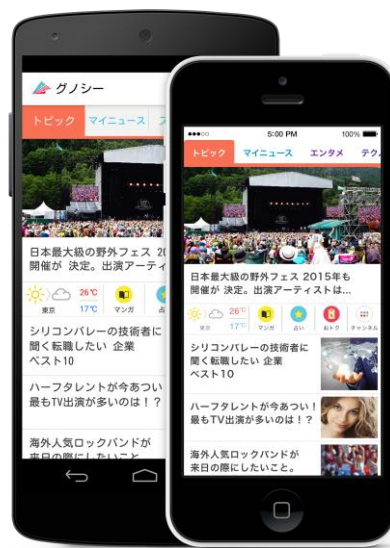 グノシー
トピック マイニュース
日本最大級の野外フェス 20
開催が 決定。出演アーティ
26℃
東京 17℃ マンガ 占い
シリコンバレーの技術者に
聞く転職したい 企業
ベスト10
ハーフタレントが今あつい
最もTV出演が多いのは！？
海外人気ロックバンドが
来日の際にしたいこと。
5:00 PM 100%
トピック マイニュース エンタメ テク
日本最大級の野外フェス 2015年も
開催が 決定。出演アーティストは...
26℃
東京 17℃ マンガ 占い おトク チャンネル
シリコンバレーの技術者に
聞く転職したい 企業
ベスト10
ハーフタレントが今あつい！
最もTV出演が多いのは！？
海外人気ロックバンドが
来日の際にしたいこと。